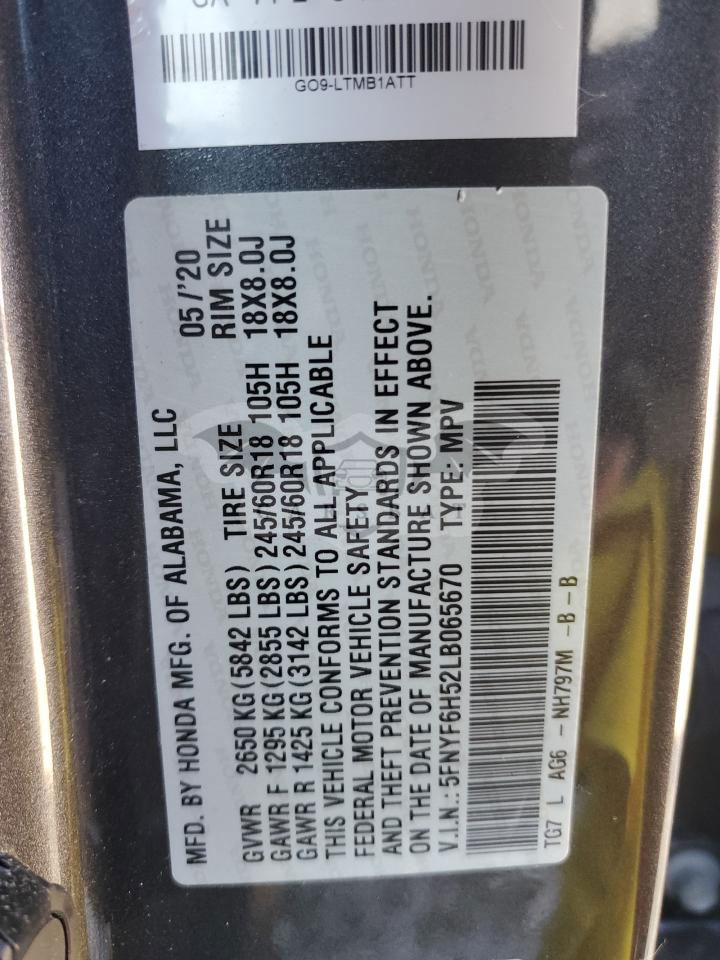 GO9-LTMB1ATT
MFD. BY HONDA MFG. OF ALABAMA, LLC 05/'20
GVWR 2650 KG (5842 LBS) TIRE SIZE RIM SIZE
GAWR F 1295 KG (2855 LBS) 245/60R18 105H 18X8.0J
GAWR R 1425 KG (3142 LBS) 245/60R18 105H 18X8.0J
THIS VEHICLE CONFORMS TO ALL APPLICABLE
FEDERAL MOTOR VEHICLE SAFETY
AND THEFT PREVENTION STANDARDS IN EFFECT
ON THE DATE OF MANUFACTURE SHOWN ABOVE.
V.I.N.: 5FNYF6H52LB065670 TYPE: MPV
TG7 L AG6 -NH797M -B -B